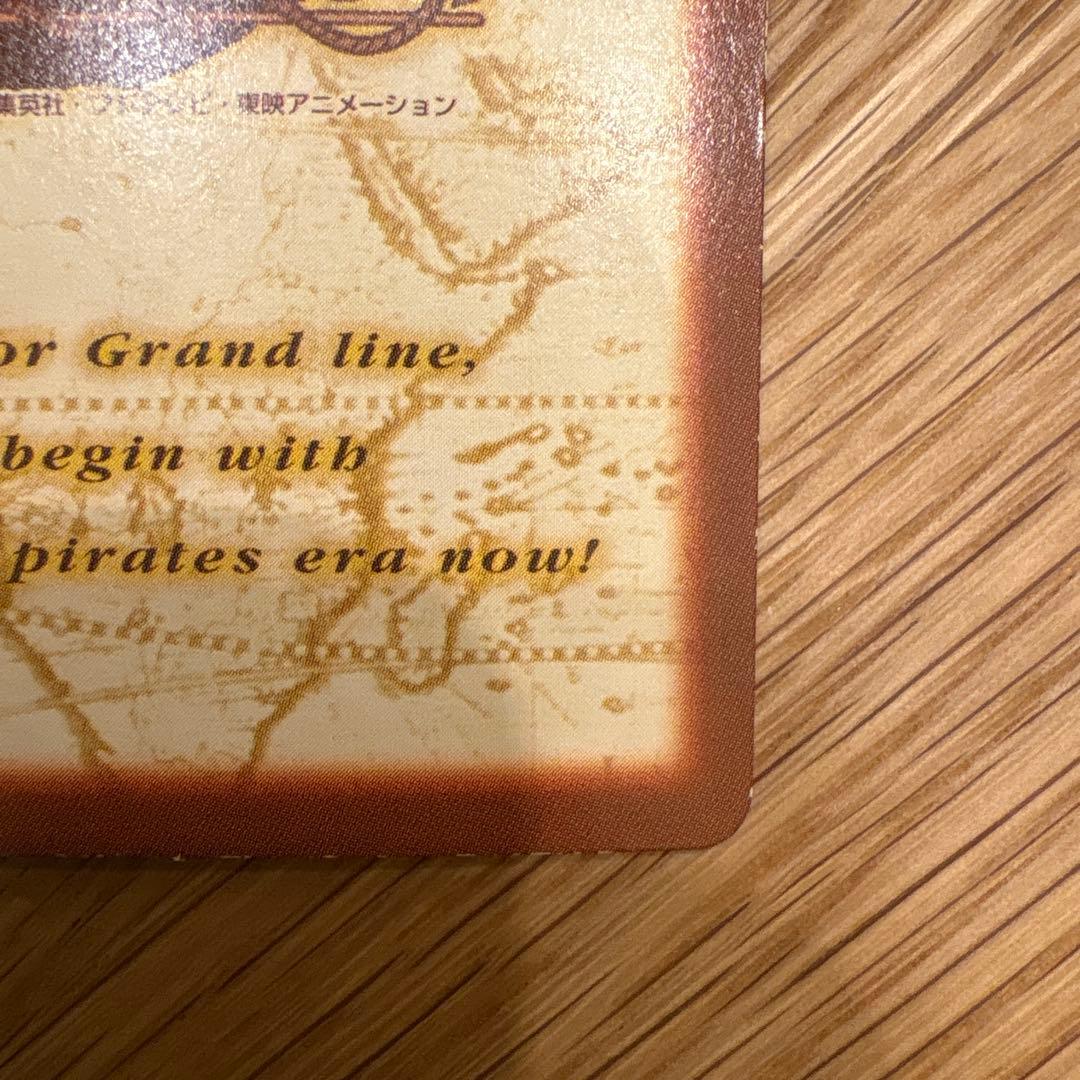 集英社・フジテレビ・東映アニメーション
or Grand line,
begin with
pirates era now!